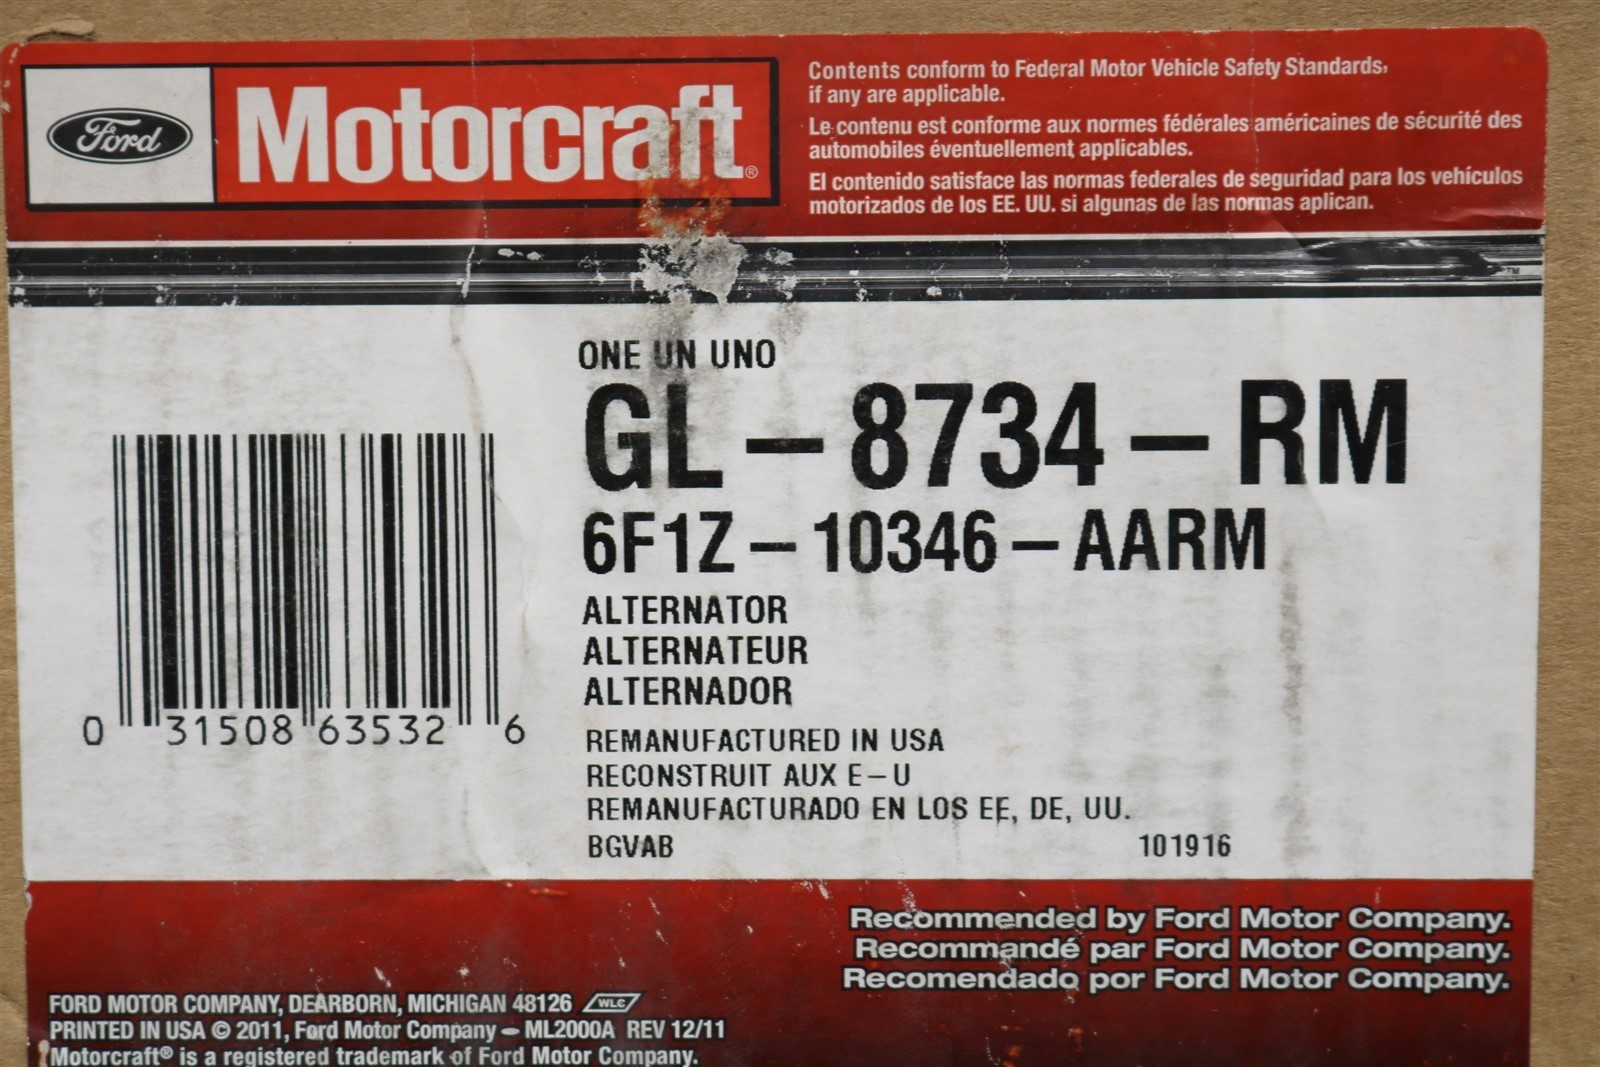 Ford
Motorcraft®
Contents conform to Federal Motor Vehicle Safety Standards,
if any are applicable.
Le contenu est conforme aux normes fédérales américaines de sécurité des
automobiles éventuellement applicables.
El contenido satisface las normas federales de seguridad para los vehículos
motorizados de los EE. UU. si algunas de las normas aplican.
TM
ONE UN UNO
GL-8734-RM
6F1Z-10346-AARM
ALTERNATOR
ALTERNATEUR
ALTERNADOR
0 31508 63532 6
REMANUFACTURED IN USA
RECONSTRUIT AUX E-U
REMANUFACTURADO EN LOS EE, DE, UU.
BGVAB 101916
Recommended by Ford Motor Company.
Recommandé par Ford Motor Company.
Recomendado por Ford Motor Company.
FORD MOTOR COMPANY, DEARBORN, MICHIGAN 48126 WLC
PRINTED IN USA © 2011, Ford Motor Company – ML2000A REV 12/11
Motorcraft® is a registered trademark of Ford Motor Company.